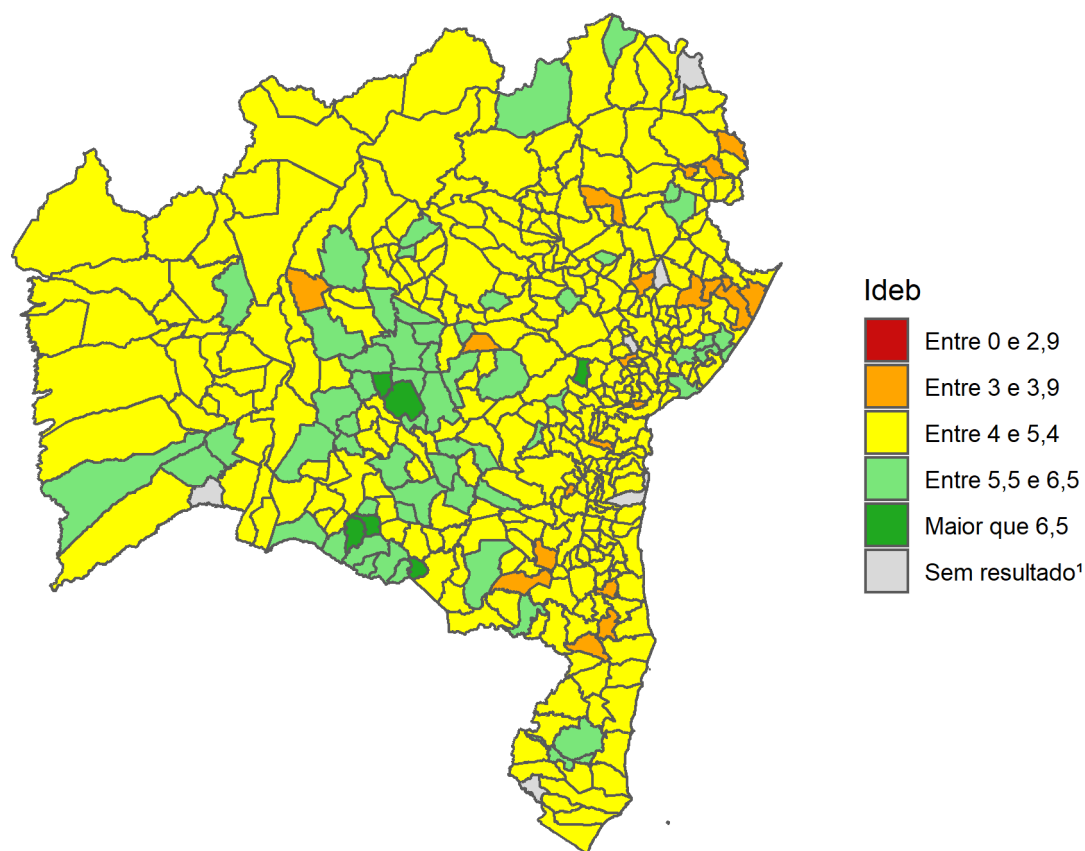 Ideb
Entre 0 e 2,9
Entre 3 e 3,9
Entre 4 e 5,4
Entre 5,5 e 6,5
Maior que 6,5
Sem resultado¹